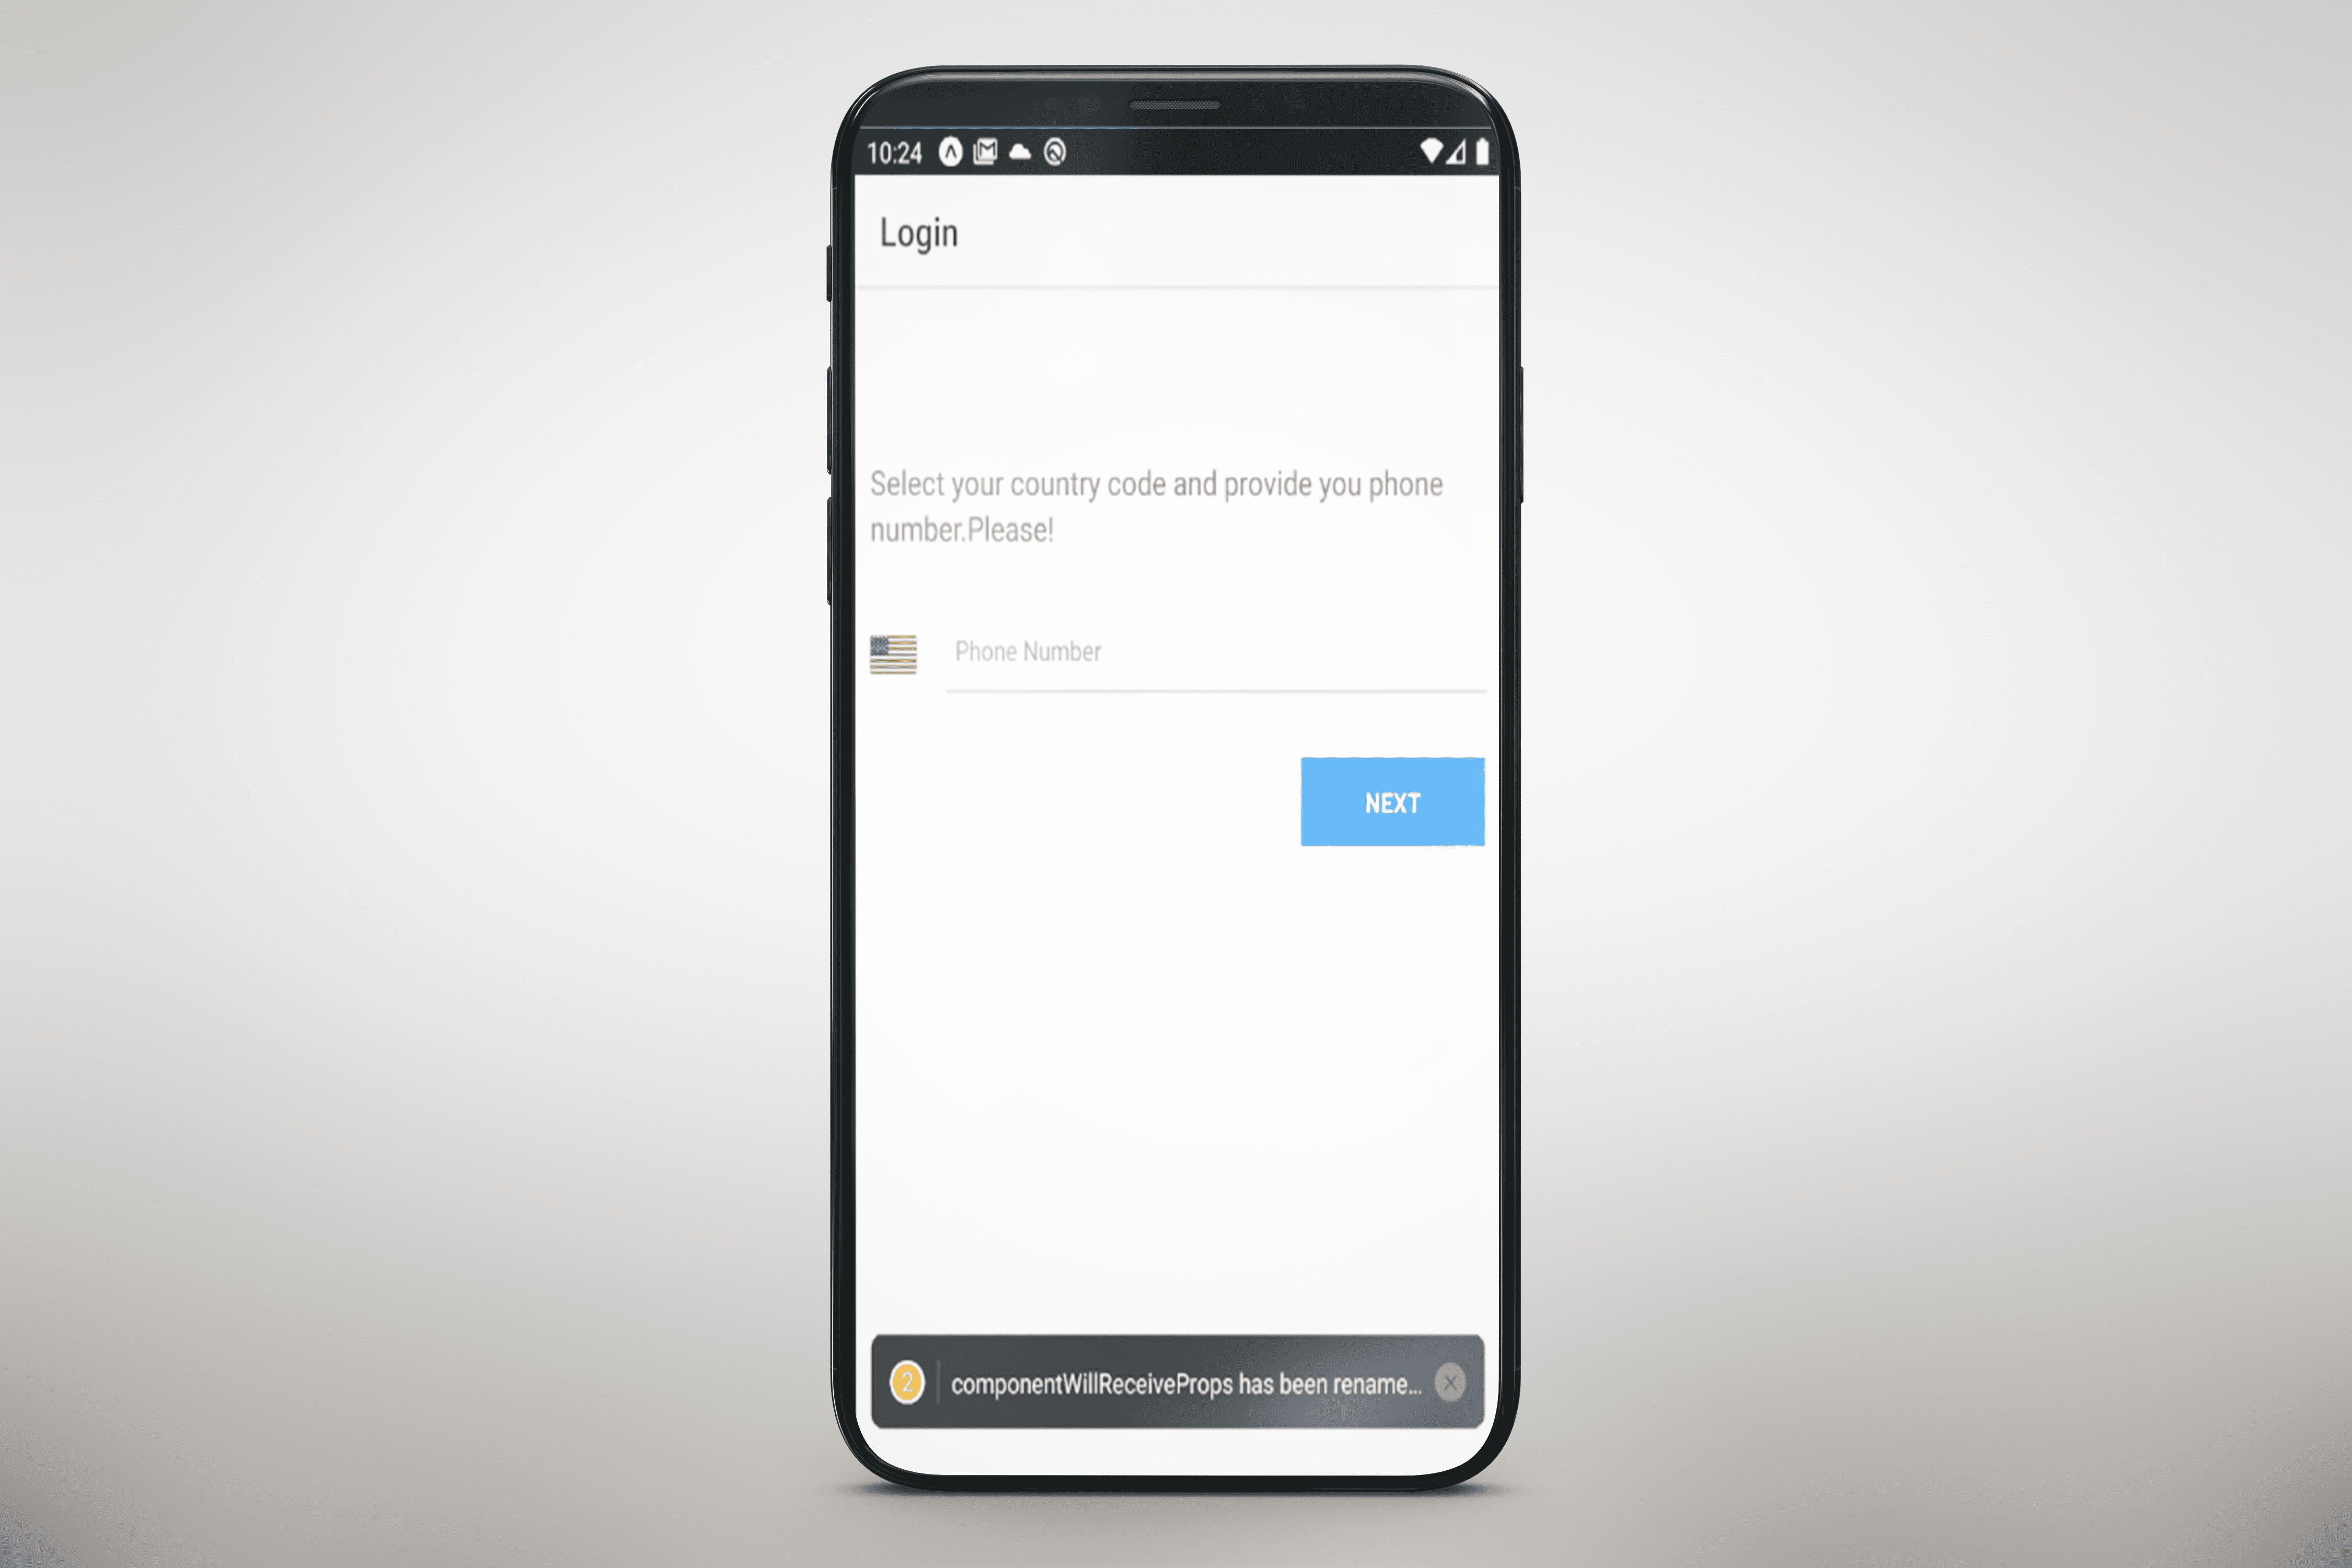 10:24
Login
Select your country code and provide you phone
number.Please!
Phone Number
NEXT
2 componentWillReceiveProps has been rename...